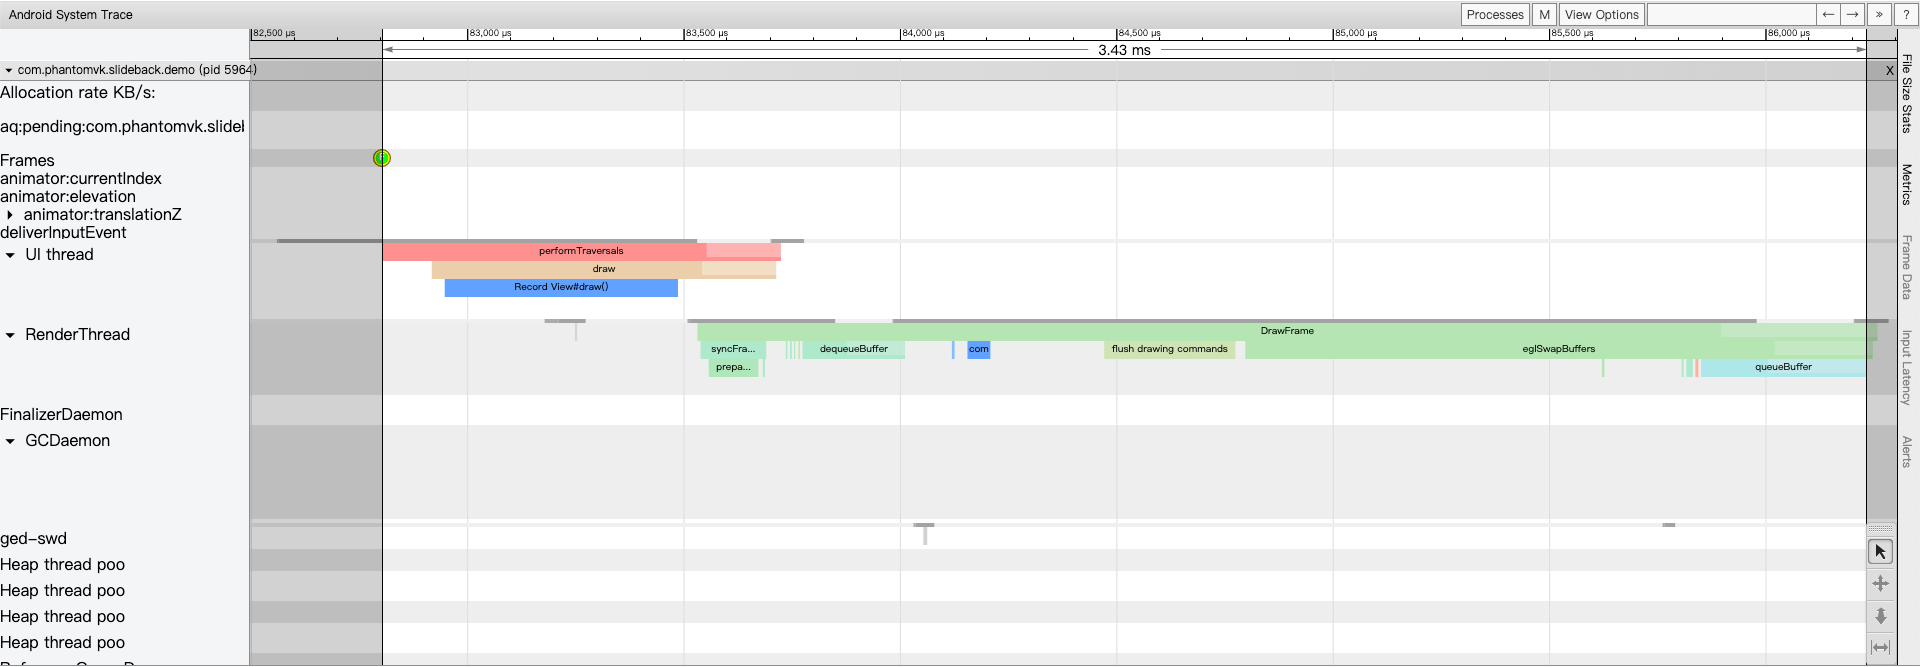 Android System Trace
Processes M View Options ← → » ?
82,500 µs 83,000 µs 83,500 µs 84,000 µs 84,500 µs 85,000 µs 85,500 µs 86,000 µs
3.43 ms
com.phantomvk.slideback.demo (pid 5964) X
Allocation rate KB/s:
aq:pending:com.phantomvk.slidel
Frames
animator:currentIndex
animator:elevation
animator:translationZ
deliverInputEvent
UI thread
performTraversals
draw
Record View#draw()
RenderThread
DrawFrame
syncFra... dequeueBuffer com flush drawing commands eglSwapBuffers
prepa... queueBuffer
FinalizerDaemon
GCDaemon
ged-swd
Heap thread poo
Heap thread poo
Heap thread poo
Heap thread poo
File Size Stats
Metrics
Frame Data
Input Latency
Alerts